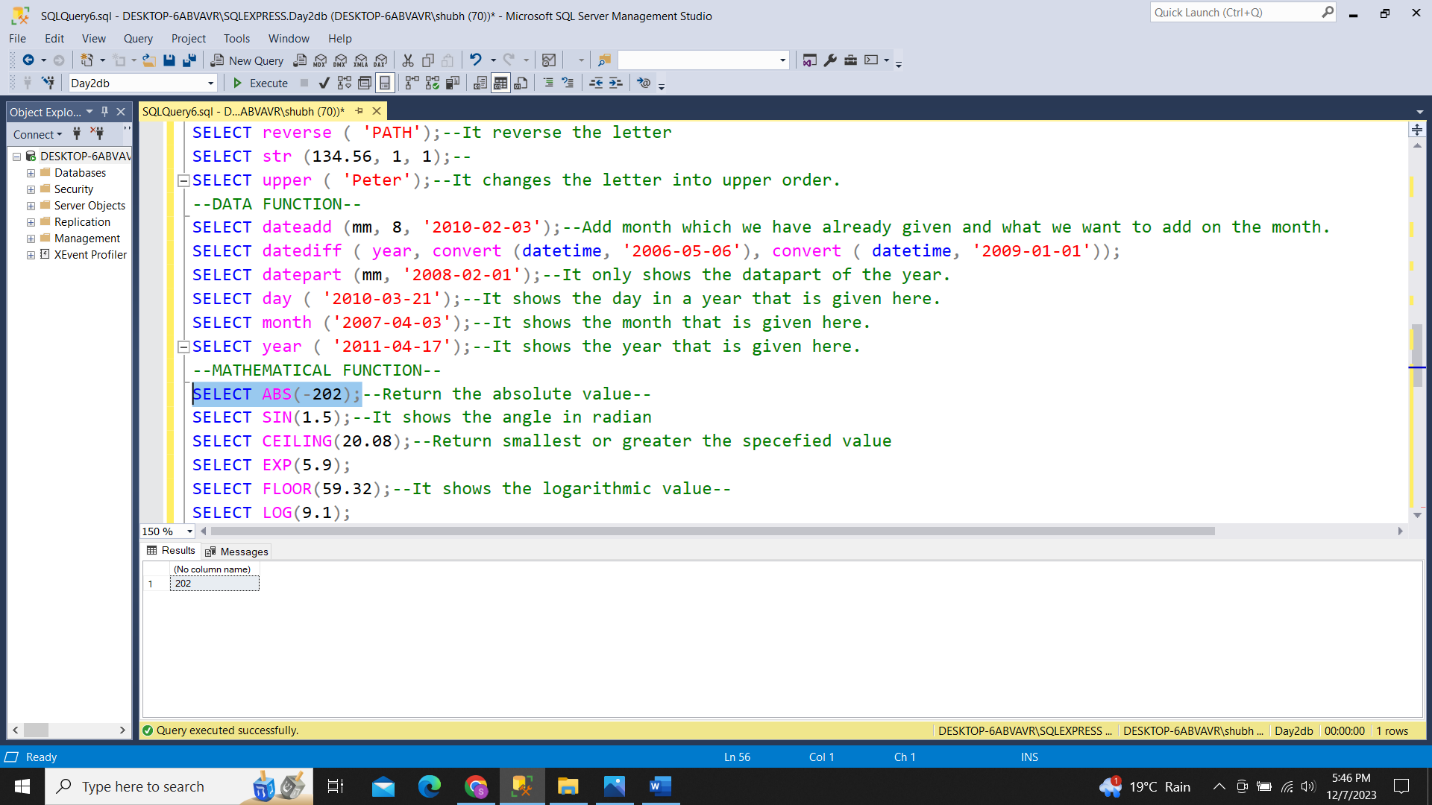 SQLQuery6.sql - DESKTOP-6ABVAVR\SQLEXPRESS.Day2db (DESKTOP-6ABVAVR\shubh (70))* - Microsoft SQL Server Management Studio
Quick Launch (Ctrl+Q)
File Edit View Query Project Tools Window Help
New Query
MDX DMX XMLA DAX
Day2db
Execute
Object Explo...
SQLQuery6.sql - D...ABVAVR\shubh (70))*
Connect
DESKTOP-6ABVAV
Databases
Security
Server Objects
Replication
Management
XEvent Profiler
SELECT reverse ( 'PATH');--It reverse the letter
SELECT str (134.56, 1, 1);--
SELECT upper ( 'Peter');--It changes the letter into upper order.
--DATA FUNCTION--
SELECT dateadd (mm, 8, '2010-02-03');--Add month which we have already given and what we want to add on the month.
SELECT datediff ( year, convert (datetime, '2006-05-06'), convert ( datetime, '2009-01-01'));
SELECT datepart (mm, '2008-02-01');--It only shows the datapart of the year.
SELECT day ( '2010-03-21');--It shows the day in a year that is given here.
SELECT month ('2007-04-03');--It shows the month that is given here.
SELECT year ( '2011-04-17');--It shows the year that is given here.
--MATHEMATICAL FUNCTION--
SELECT ABS(-202);--Return the absolute value--
SELECT SIN(1.5);--It shows the angle in radian
SELECT CEILING(20.08);--Return smallest or greater the specefied value
SELECT EXP(5.9);
SELECT FLOOR(59.32);--It shows the logarithmic value--
SELECT LOG(9.1);
150 %
Results Messages
(No column name)
1 202
Query executed successfully.
DESKTOP-6ABVAVR\SQLEXPRESS ... DESKTOP-6ABVAVR\shubh ... Day2db 00:00:00 1 rows
Ready Ln 56 Col 1 Ch 1 INS
Type here to search
1
19°C Rain
5:46 PM
12/7/2023